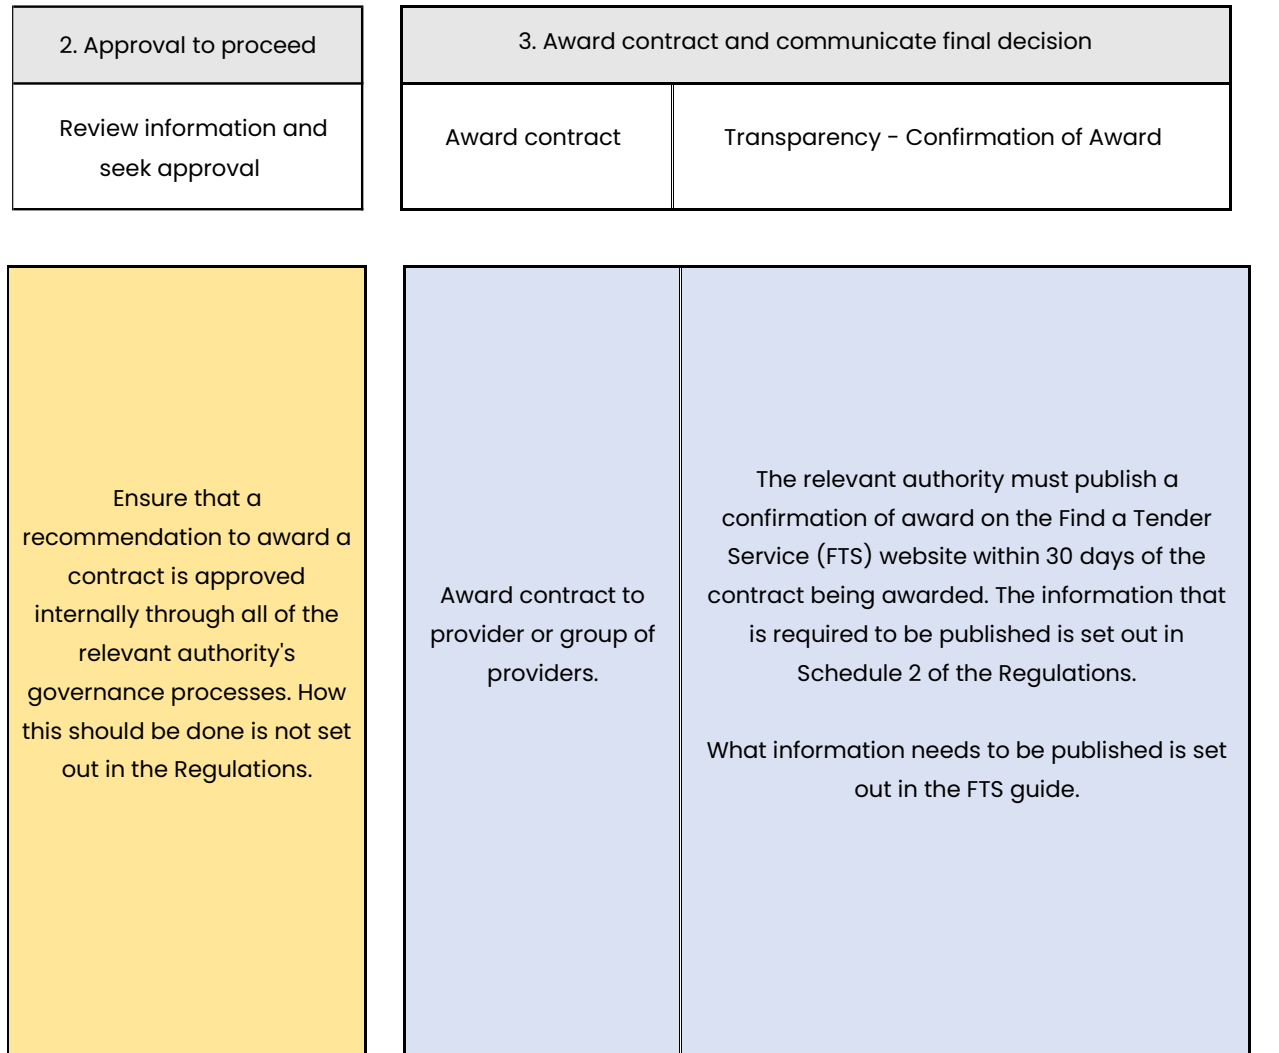 2. Approval to proceed
3. Award contract and communicate final decision
Review information and
seek approval
Award contract
Transparency - Confirmation of Award
Ensure that a
recommendation to award a
contract is approved
internally through all of the
relevant authority's
governance processes. How
this should be done is not set
out in the Regulations.
Award contract to
provider or group of
providers.
The relevant authority must publish a
confirmation of award on the Find a Tender
Service (FTS) website within 30 days of the
contract being awarded. The information that
is required to be published is set out in
Schedule 2 of the Regulations.
What information needs to be published is set
out in the FTS guide.